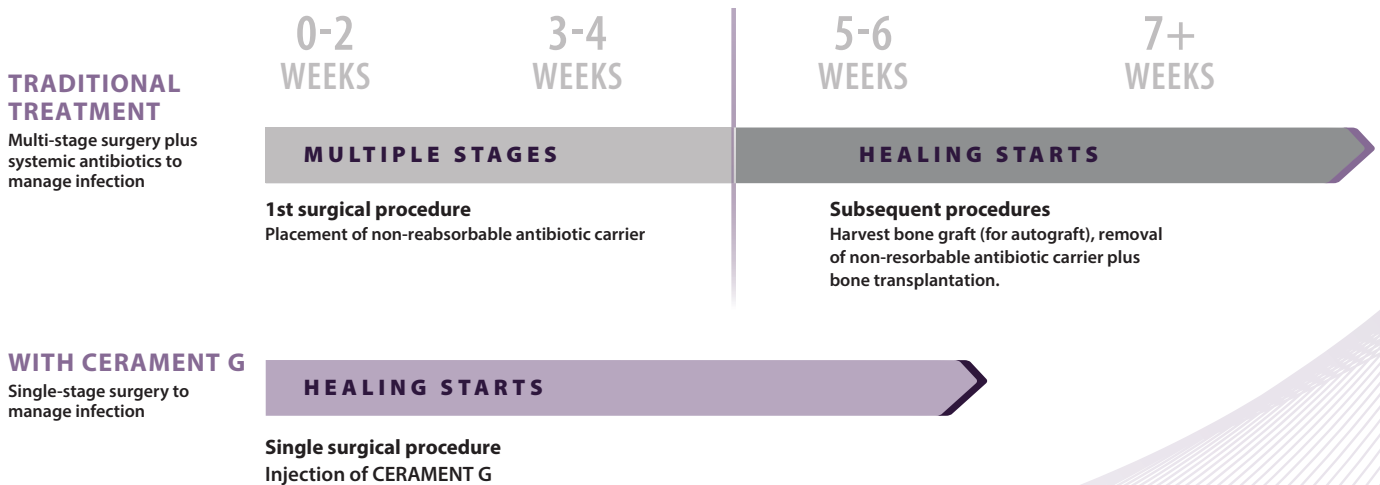 0-2
WEEKS
3-4
WEEKS
5-6
WEEKS
7+
WEEKS
TRADITIONAL
TREATMENT
Multi-stage surgery plus
systemic antibiotics to
manage infection
MULTIPLE STAGES
HEALING STARTS
1st surgical procedure
Placement of non-reabsorbable antibiotic carrier
Subsequent procedures
Harvest bone graft (for autograft), removal
of non-resorbable antibiotic carrier plus
bone transplantation.
WITH CERAMENT G
Single-stage surgery to
manage infection
HEALING STARTS
Single surgical procedure
Injection of CERAMENT G